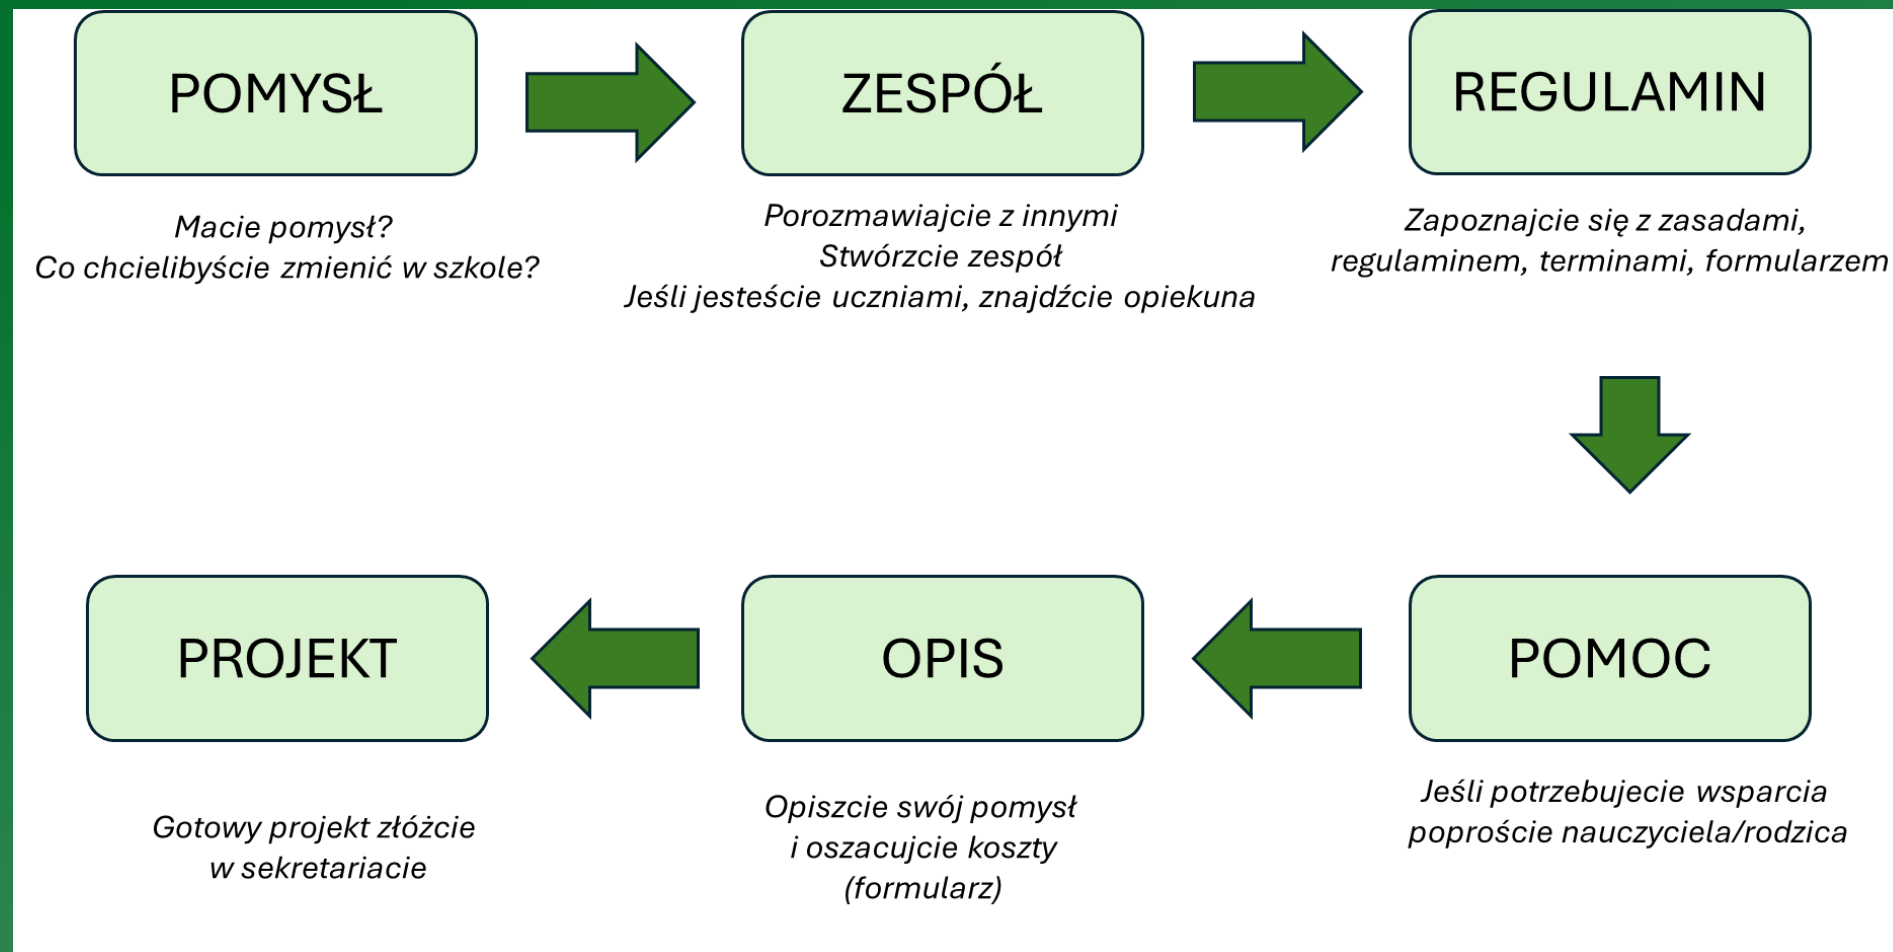 POMYSŁ
Macie pomysł?
Co chcielibyście zmienić w szkole?
ZESPÓŁ
Porozmawiajcie z innymi
Stwórzcie zespół
Jeśli jesteście uczniami, znajdźcie opiekuna
REGULAMIN
Zapoznajcie się z zasadami,
regulaminem, terminami, formularzem
POMOC
Jeśli potrzebujecie wsparcia
poproście nauczyciela/rodzica
OPIS
Opiszcie swój pomysł
i oszacujcie koszty
(formularz)
PROJEKT
Gotowy projekt złóżcie
w sekretariacie